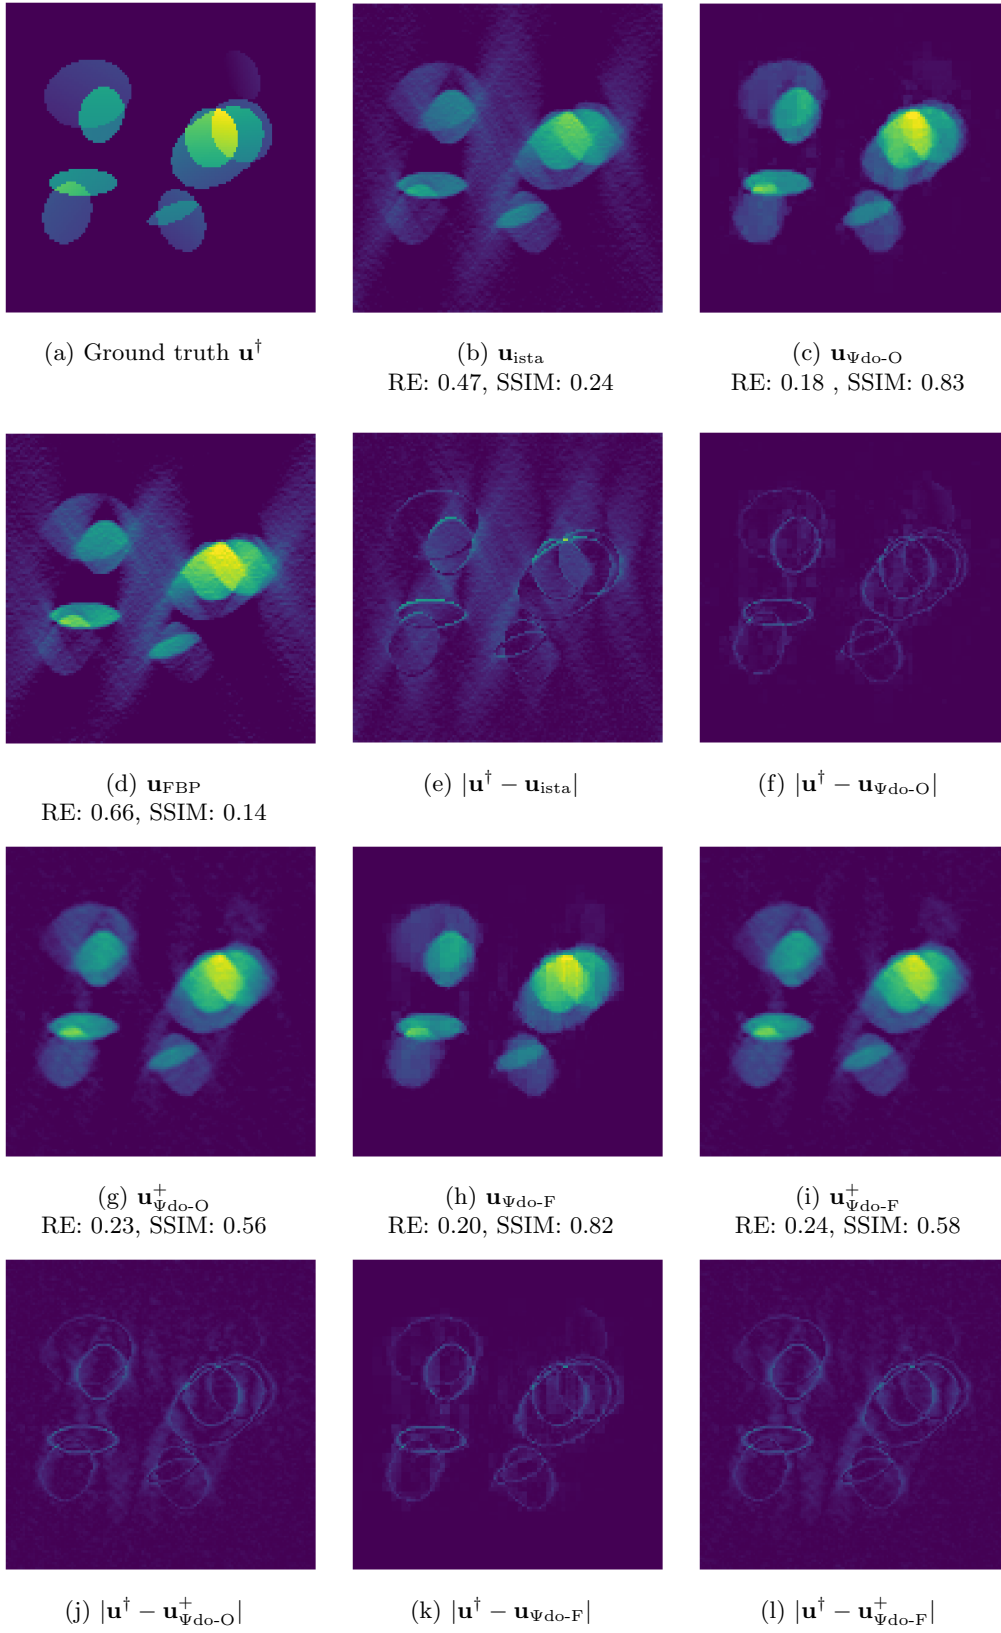 (a) Ground truth u†
(b) u_ista
RE: 0.47, SSIM: 0.24
(c) u_Ψdo-O
RE: 0.18 , SSIM: 0.83
(d) u_FBP
RE: 0.66, SSIM: 0.14
(e) |u† − u_ista|
(f) |u† − u_Ψdo-O|
(g) u⁺_Ψdo-O
RE: 0.23, SSIM: 0.56
(h) u_Ψdo-F
RE: 0.20, SSIM: 0.82
(i) u⁺_Ψdo-F
RE: 0.24, SSIM: 0.58
(j) |u† − u⁺_Ψdo-O|
(k) |u† − u_Ψdo-F|
(l) |u† − u⁺_Ψdo-F|